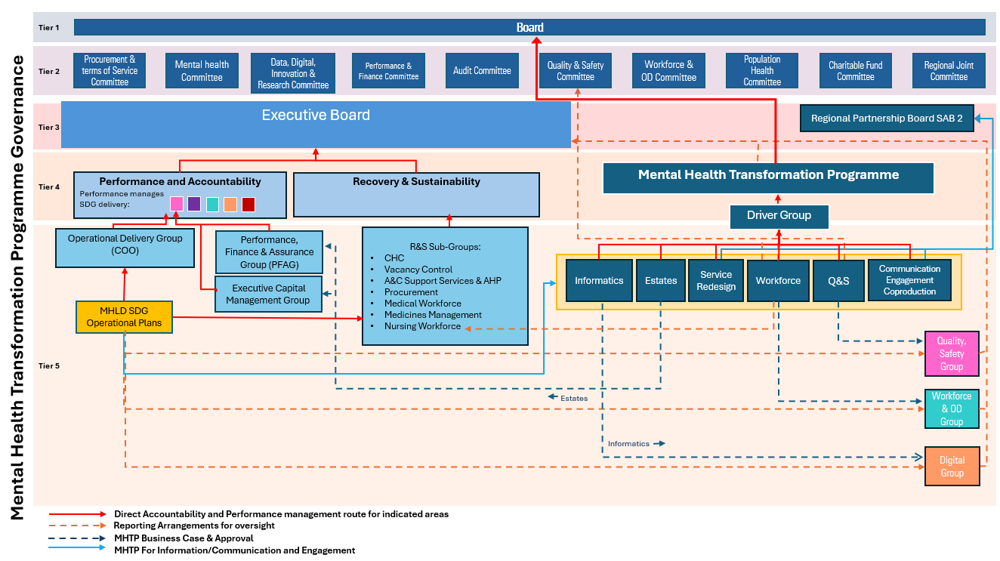 Mental Health Transformation Programme Governance
Tier 1
Board
Tier 2
Procurement &
terms of Service
Committee
Mental health
Committee
Data, Digital,
Innovation &
Research Committee
Performance &
Finance Committee
Audit Committee
Quality & Safety
Committee
Workforce &
OD Committee
Population
Health
Committee
Charitable Fund
Committee
Regional Joint
Committee
Tier 3
Executive Board
Regional Partnership Board SAB 2
Tier 4
Performance and Accountability
Performance manages
SDG delivery:
Recovery & Sustainability
Mental Health Transformation Programme
Driver Group
Operational Delivery Group
(COO)
Performance,
Finance & Assurance
Group (PFAG)
Executive Capital
Management Group
MHLD SDG
Operational Plans
R&S Sub-Groups:
• CHC
• Vacancy Control
• A&C Support Services & AHP
• Procurement
• Medical Workforce
• Medicines Management
• Nursing Workforce
Informatics
Estates
Service
Redesign
Workforce
Q&S
Communication
Engagement
Coproduction
Tier 5
Quality,
Safety
Group
Workforce
& OD
Group
Digital
Group
Estates
Informatics
Direct Accountability and Performance management route for indicated areas
Reporting Arrangements for oversight
MHTP Business Case & Approval
MHTP For Information/Communication and Engagement